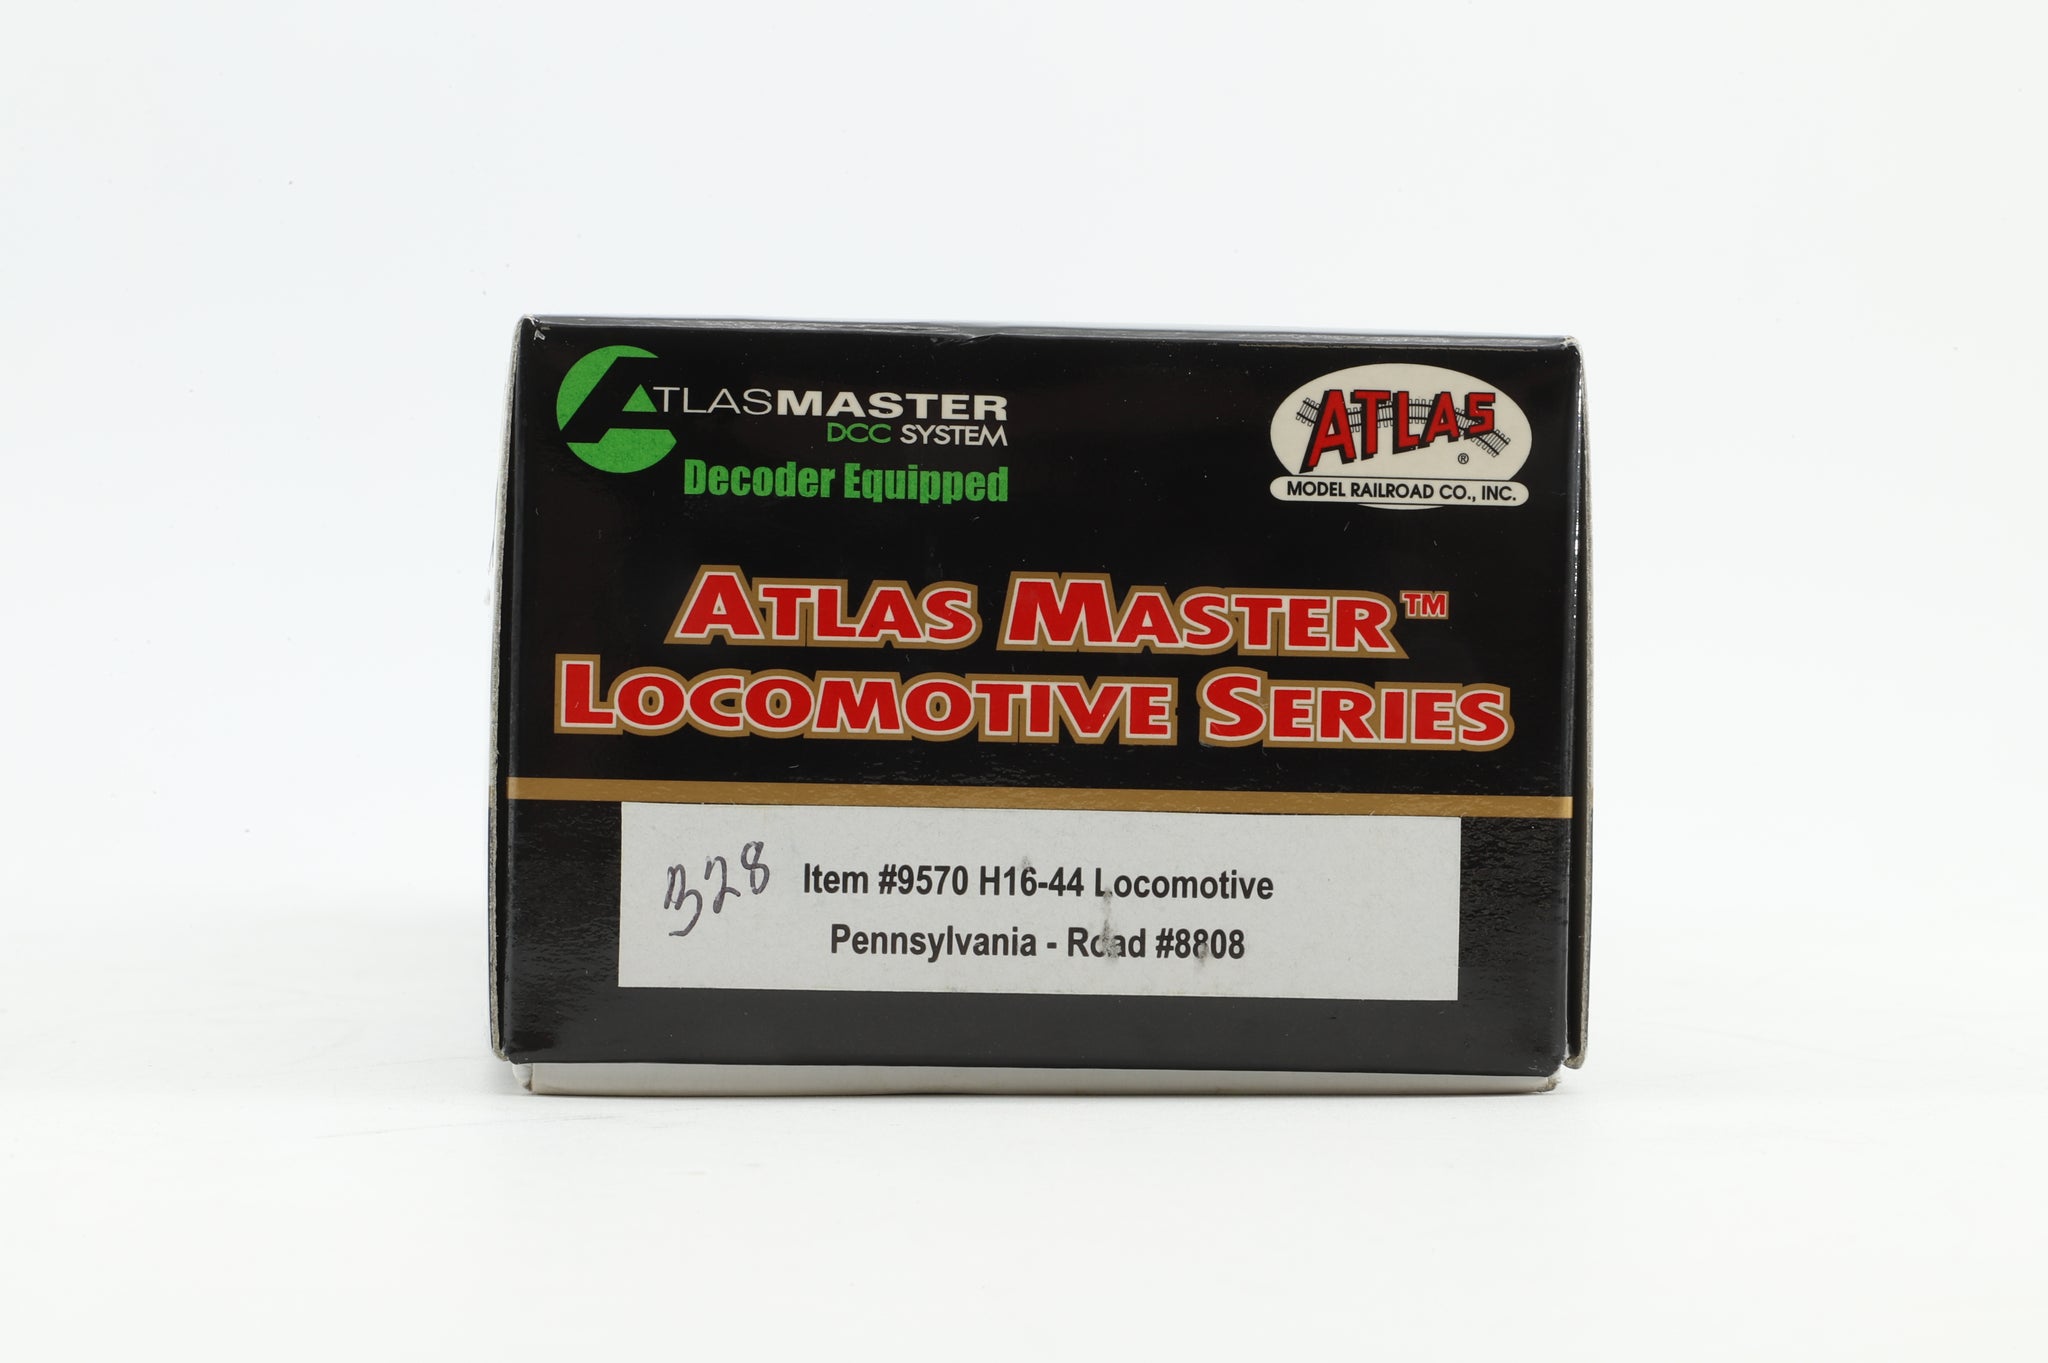 ATLASMASTER
DCC SYSTEM
Decoder Equipped
ATLAS
®
MODEL RAILROAD CO., INC.
ATLAS MASTER™
LOCOMOTIVE SERIES
B28
Item #9570 H16-44 Locomotive
Pennsylvania - Road #8808